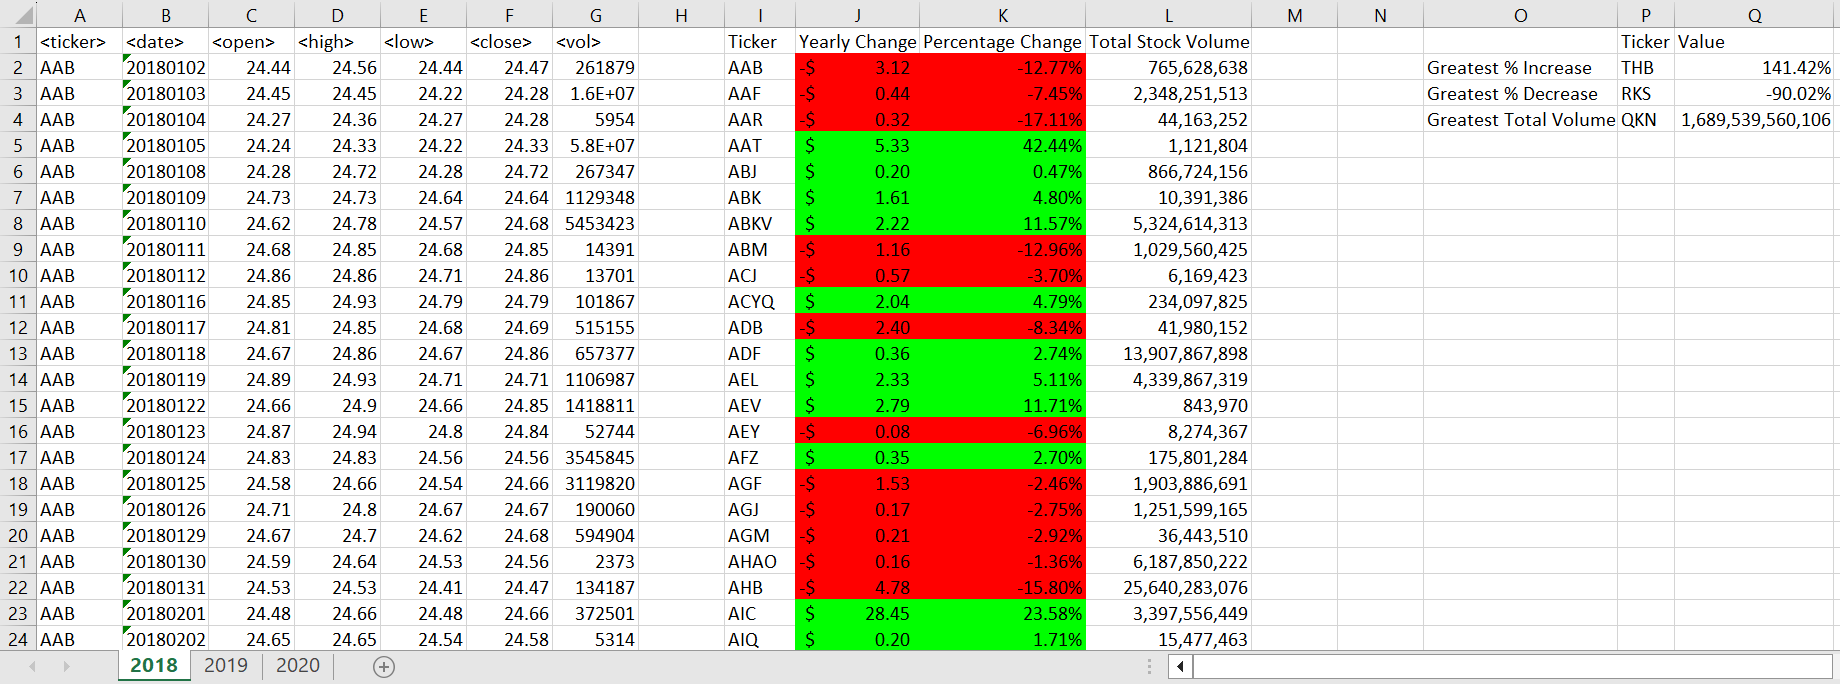 A B C D E F G H I J K L M N O P Q
1 <ticker> <date> <open> <high> <low> <close> <vol> Ticker Yearly Change Percentage Change Total Stock Volume Ticker Value
2 AAB 20180102 24.44 24.56 24.44 24.47 261879 AAB -$ 3.12 -12.77% 765,628,638 Greatest % Increase THB 141.42%
3 AAB 20180103 24.45 24.45 24.22 24.28 1.6E+07 AAF -$ 0.44 -7.45% 2,348,251,513 Greatest % Decrease RKS -90.02%
4 AAB 20180104 24.27 24.36 24.27 24.28 5954 AAR -$ 0.32 -17.11% 44,163,252 Greatest Total Volume QKN 1,689,539,560,106
5 AAB 20180105 24.24 24.33 24.22 24.33 5.8E+07 AAT $ 5.33 42.44% 1,121,804
6 AAB 20180108 24.28 24.72 24.28 24.72 267347 ABJ $ 0.20 0.47% 866,724,156
7 AAB 20180109 24.73 24.73 24.64 24.64 1129348 ABK $ 1.61 4.80% 10,391,386
8 AAB 20180110 24.62 24.78 24.57 24.68 5453423 ABKV $ 2.22 11.57% 5,324,614,313
9 AAB 20180111 24.68 24.85 24.68 24.85 14391 ABM -$ 1.16 -12.96% 1,029,560,425
10 AAB 20180112 24.86 24.86 24.71 24.86 13701 ACJ -$ 0.57 -3.70% 6,169,423
11 AAB 20180116 24.85 24.93 24.79 24.79 101867 ACYQ $ 2.04 4.79% 234,097,825
12 AAB 20180117 24.81 24.85 24.68 24.69 515155 ADB -$ 2.40 -8.34% 41,980,152
13 AAB 20180118 24.67 24.86 24.67 24.86 657377 ADF $ 0.36 2.74% 13,907,867,898
14 AAB 20180119 24.89 24.93 24.71 24.71 1106987 AEL $ 2.33 5.11% 4,339,867,319
15 AAB 20180122 24.66 24.9 24.66 24.85 1418811 AEV $ 2.79 11.71% 843,970
16 AAB 20180123 24.87 24.94 24.8 24.84 52744 AEY -$ 0.08 -6.96% 8,274,367
17 AAB 20180124 24.83 24.83 24.56 24.56 3545845 AFZ $ 0.35 2.70% 175,801,284
18 AAB 20180125 24.58 24.66 24.54 24.66 3119820 AGF -$ 1.53 -2.46% 1,903,886,691
19 AAB 20180126 24.71 24.8 24.67 24.67 190060 AGJ -$ 0.17 -2.75% 1,251,599,165
20 AAB 20180129 24.67 24.7 24.62 24.68 594904 AGM -$ 0.21 -2.92% 36,443,510
21 AAB 20180130 24.59 24.64 24.53 24.56 2373 AHAO -$ 0.16 -1.36% 6,187,850,222
22 AAB 20180131 24.53 24.53 24.41 24.47 134187 AHB -$ 4.78 -15.80% 25,640,283,076
23 AAB 20180201 24.48 24.66 24.48 24.66 372501 AIC $ 28.45 23.58% 3,397,556,449
24 AAB 20180202 24.65 24.65 24.54 24.58 5314 AIQ $ 0.20 1.71% 15,477,463
2018 2019 2020